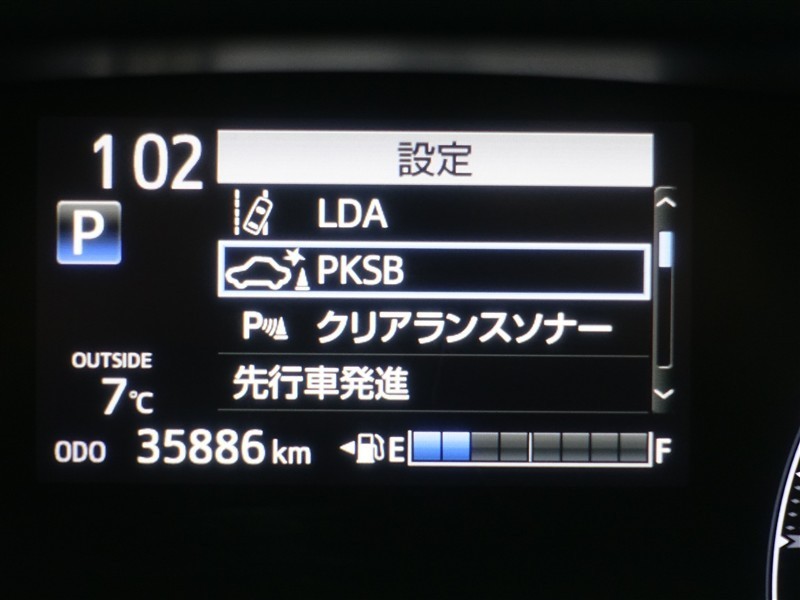 102
設定
LDA
P
PKSB
P クリアランスソナー
OUTSIDE
先行車発進
7℃
ODO 35886 km E F